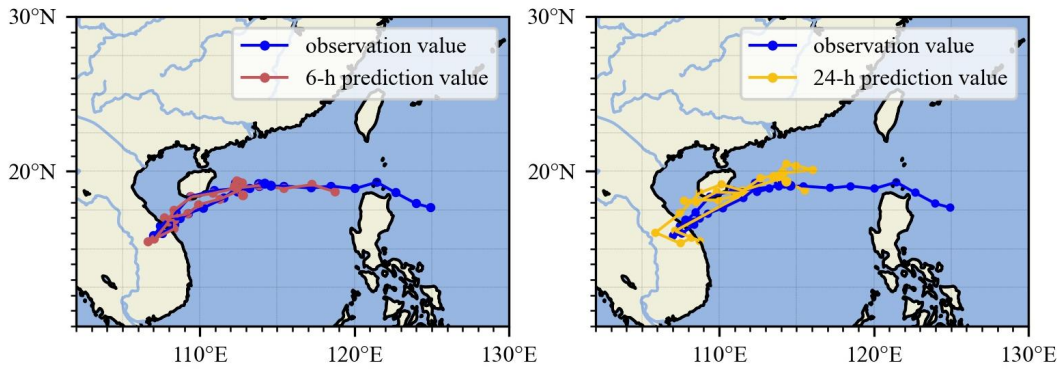 30°N
20°N
observation value
6-h prediction value
110°E
120°E
130°E
30°N
20°N
observation value
24-h prediction value
110°E
120°E
130°E